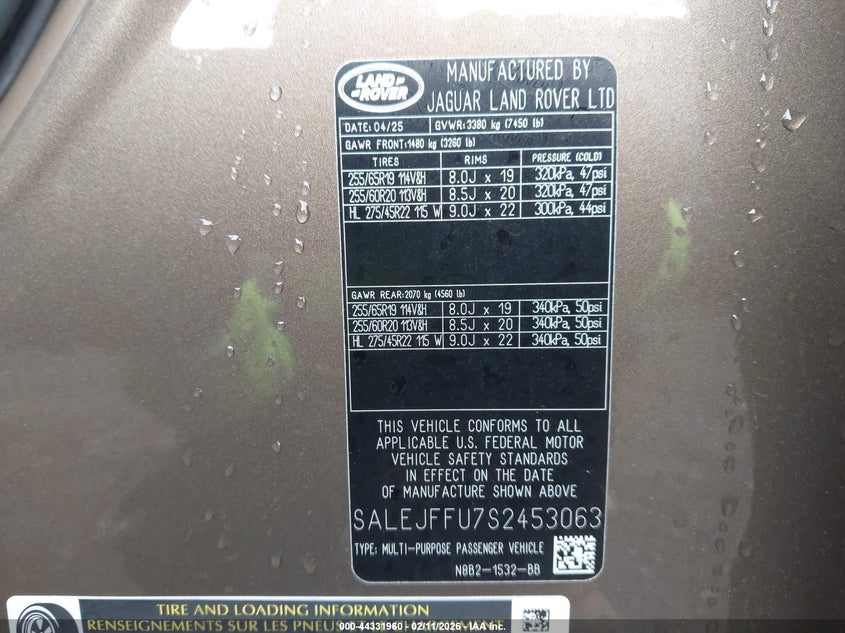 LAND ROVER
MANUFACTURED BY
JAGUAR LAND ROVER LTD
DATE: 04/25 GVWR:3380 kg (7450 lb)
GAWR FRONT:1480 kg (3260 lb)
TIRES RIMS PRESSURE (COLD)
255/65R19 114V&H 8.0J x 19 320kPa, 47psi
255/60R20 113V&H 8.5J x 20 320kPa, 47psi
HL 275/45R22 115 W 9.0J x 22 300kPa, 44psi
GAWR REAR:2070 kg (4560 lb)
255/65R19 114V&H 8.0J x 19 340kPa, 50psi
255/60R20 113V&H 8.5J x 20 340kPa, 50psi
HL 275/45R22 115 W 9.0J x 22 340kPa, 50psi
THIS VEHICLE CONFORMS TO ALL
APPLICABLE U.S. FEDERAL MOTOR
VEHICLE SAFETY STANDARDS
IN EFFECT ON THE DATE
OF MANUFACTURE SHOWN ABOVE
SALEJFFU7S2453063
TYPE: MULTI-PURPOSE PASSENGER VEHICLE
N8B2-1532-BB
TIRE AND LOADING INFORMATION
RENSEIGNEMENTS SUR LES PNEUS
000-44331960 - 02/11/2026 - IAA Inc.